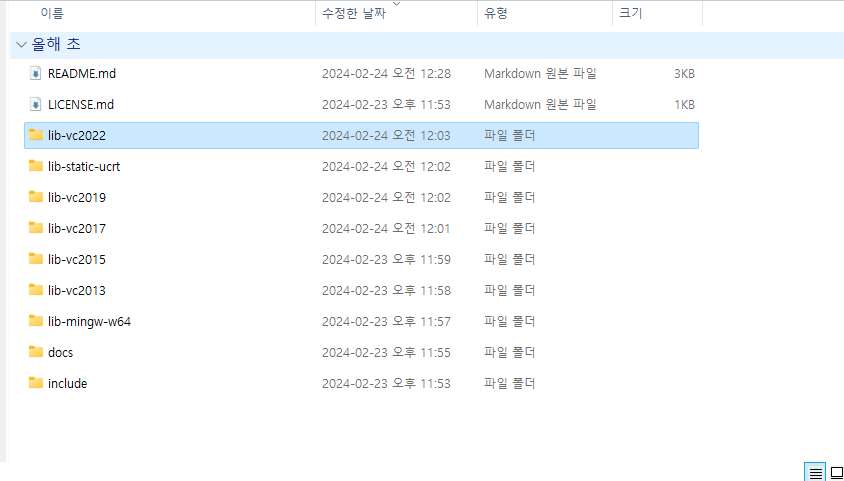 이름 수정한 날짜 유형 크기
올해 초
README.md 2024-02-24 오전 12:28 Markdown 원본 파일 3KB
LICENSE.md 2024-02-23 오후 11:53 Markdown 원본 파일 1KB
lib-vc2022 2024-02-24 오전 12:03 파일 폴더
lib-static-ucrt 2024-02-24 오전 12:02 파일 폴더
lib-vc2019 2024-02-24 오전 12:02 파일 폴더
lib-vc2017 2024-02-24 오전 12:01 파일 폴더
lib-vc2015 2024-02-23 오후 11:59 파일 폴더
lib-vc2013 2024-02-23 오후 11:58 파일 폴더
lib-mingw-w64 2024-02-23 오후 11:57 파일 폴더
docs 2024-02-23 오후 11:55 파일 폴더
include 2024-02-23 오후 11:53 파일 폴더